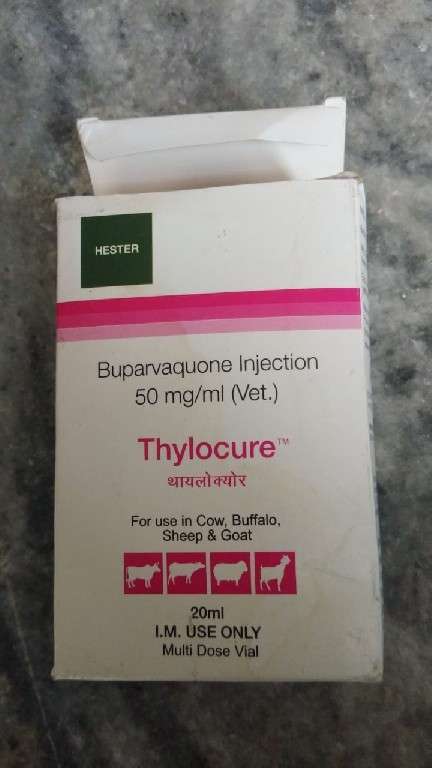 HESTER
Buparvaquone Injection
50 mg/ml (Vet.)
Thylocure™
थायलोक्योर
For use in Cow, Buffalo,
Sheep & Goat
20ml
I.M. USE ONLY
Multi Dose Vial